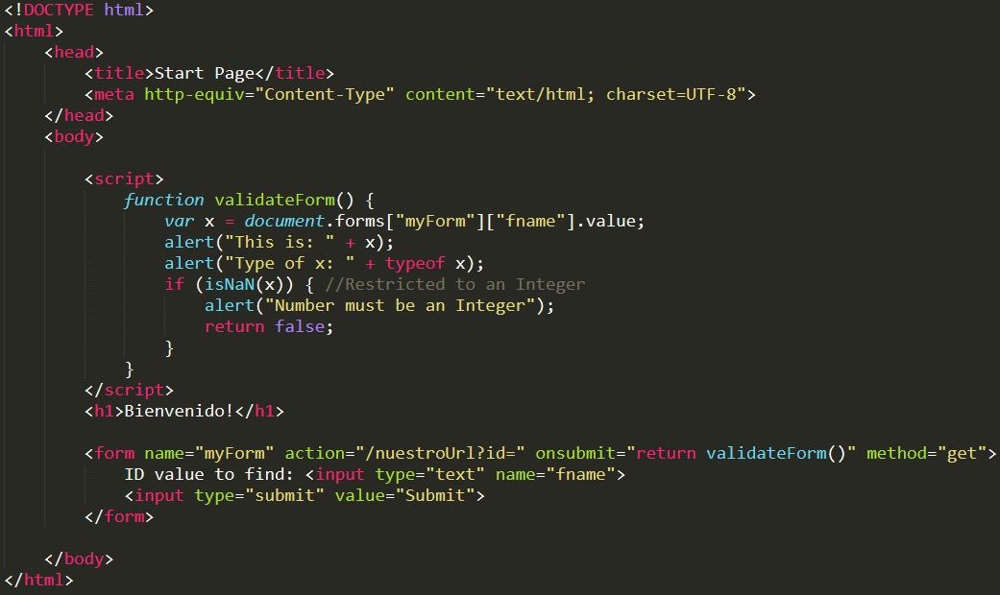 <!DOCTYPE html>
<html>
    <head>
        <title>Start Page</title>
        <meta http-equiv="Content-Type" content="text/html; charset=UTF-8">
    </head>
    <body>

        <script>
            function validateForm() {
                var x = document.forms["myForm"]["fname"].value;
                alert("This is: " + x);
                alert("Type of x: " + typeof x);
                if (isNaN(x)) { //Restricted to an Integer
                    alert("Number must be an Integer");
                    return false;
                }
            }
        </script>
        <h1>Bienvenido!</h1>

        <form name="myForm" action="/nuestroUrl?id=" onsubmit="return validateForm()" method="get">
            ID value to find: <input type="text" name="fname">
            <input type="submit" value="Submit">
        </form>

    </body>
</html>